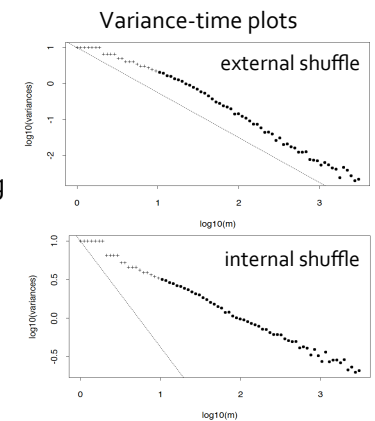 Variance-time plots
external shuffle
log10(variances)
1
0
-1
-2
0
1
2
3
log10(m)
g
internal shuffle
log10(variances)
1.0
0.5
0.0
-0.5
0
1
2
3
log10(m)